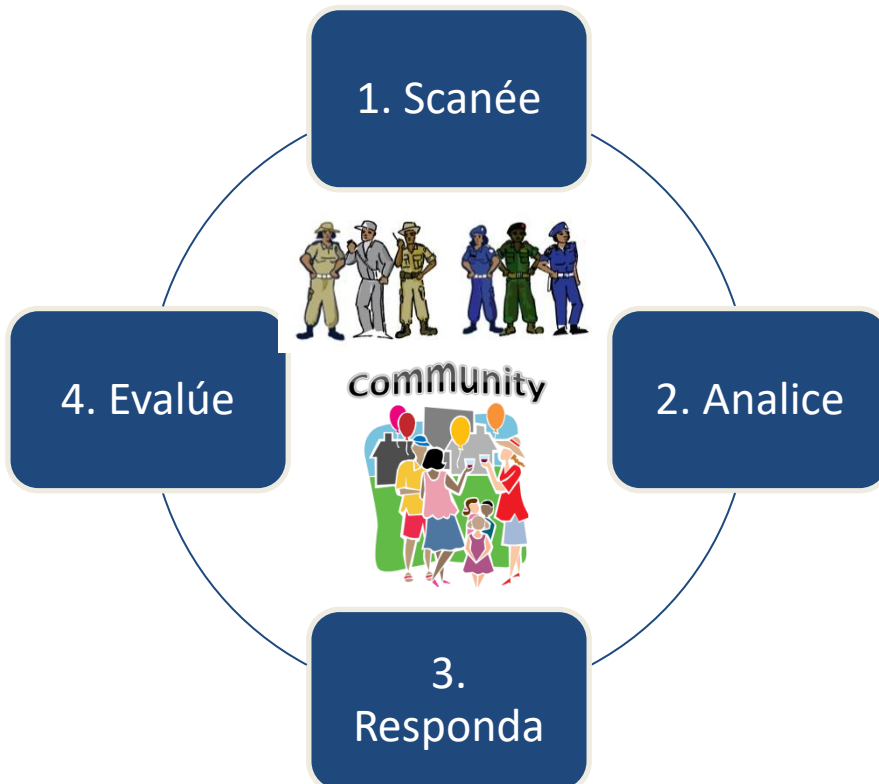 1. Scanée
4. Evalúe
Community
2. Analice
3.
Responda